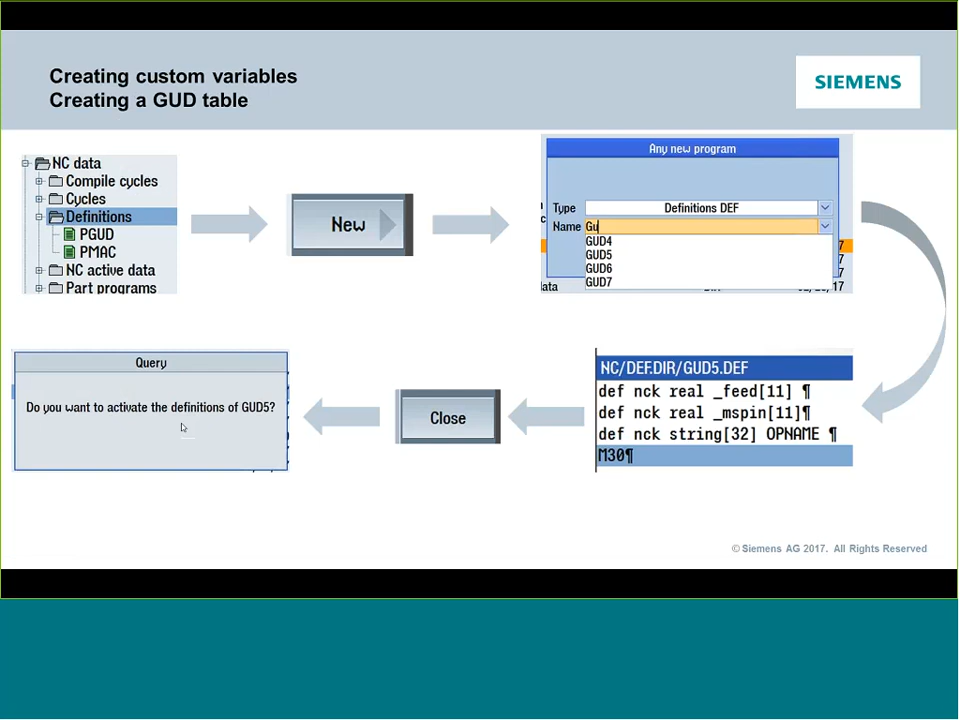 Creating custom variables
Creating a GUD table
SIEMENS
NC data
Compile cycles
Cycles
Definitions
PGUD
PMAC
NC active data
Part programs
New
Any new program
Type Definitions DEF
Name Gu
GUD4
GUD5
GUD6
GUD7
NC/DEF.DIR/GUD5.DEF
def nck real _feed[11] ¶
def nck real _mspin[11]¶
def nck string[32] OPNAME ¶
M30¶
Close
Query
Do you want to activate the definitions of GUD5?
© Siemens AG 2017. All Rights Reserved